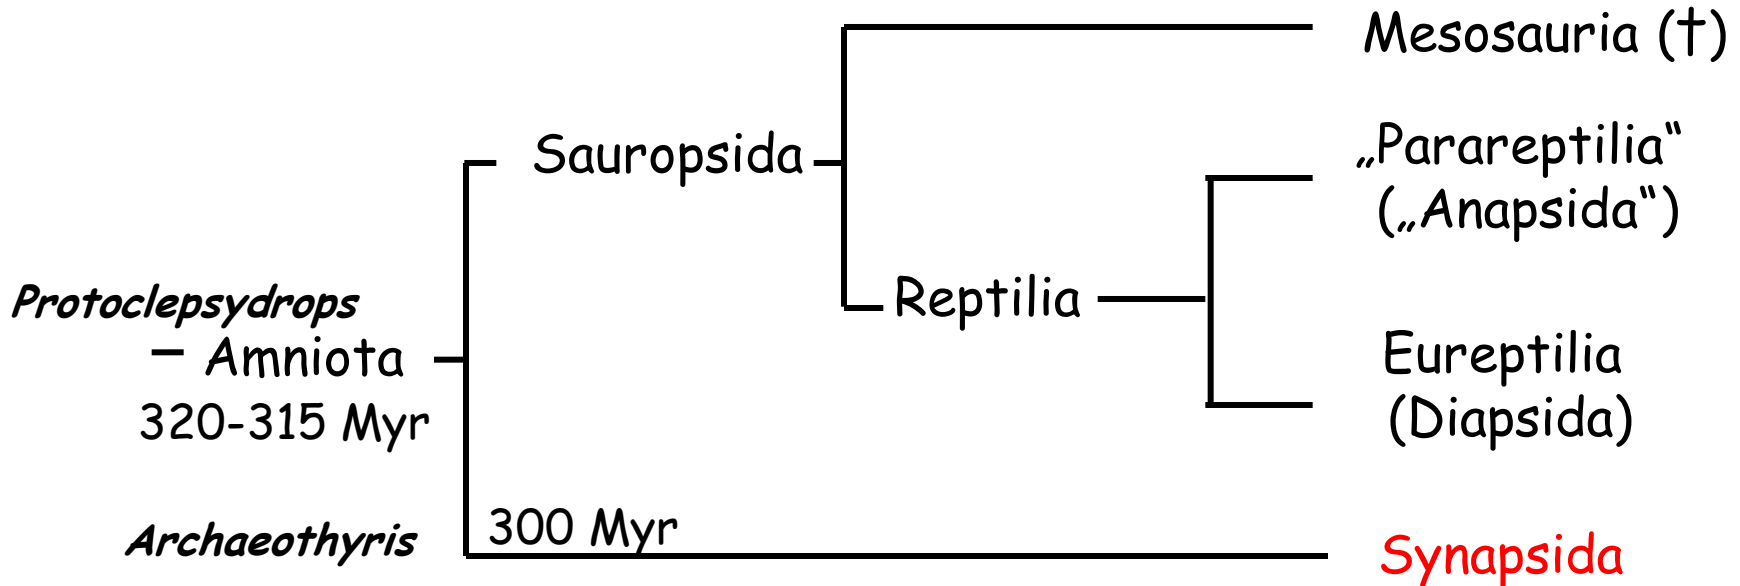 Mesosauria (†)
„Parareptilia“
(„Anapsida“)
Sauropsida
Reptilia
Protoclepsydrops
– Amniota
320-315 Myr
Eureptilia
(Diapsida)
Archaeothyris
300 Myr
Synapsida